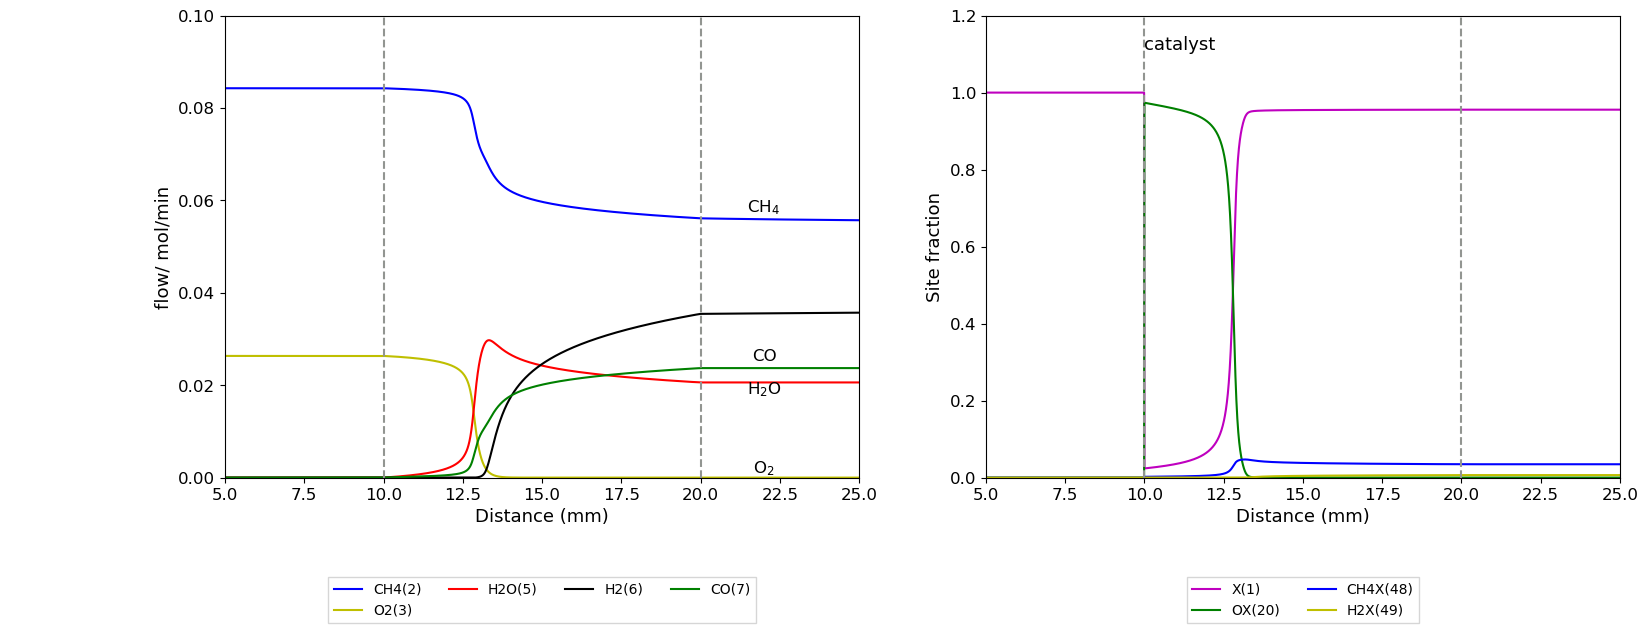 0.10
0.08
0.06
0.04
0.02
0.00
flow/ mol/min
CH₄
CO
H₂O
O₂
5.0 7.5 10.0 12.5 15.0 17.5 20.0 22.5 25.0
Distance (mm)
CH4(2) H2O(5) H2(6) CO(7)
O2(3)
1.2
1.0
0.8
0.6
0.4
0.2
0.0
Site fraction
catalyst
5.0 7.5 10.0 12.5 15.0 17.5 20.0 22.5 25.0
Distance (mm)
X(1) CH4X(48)
OX(20) H2X(49)